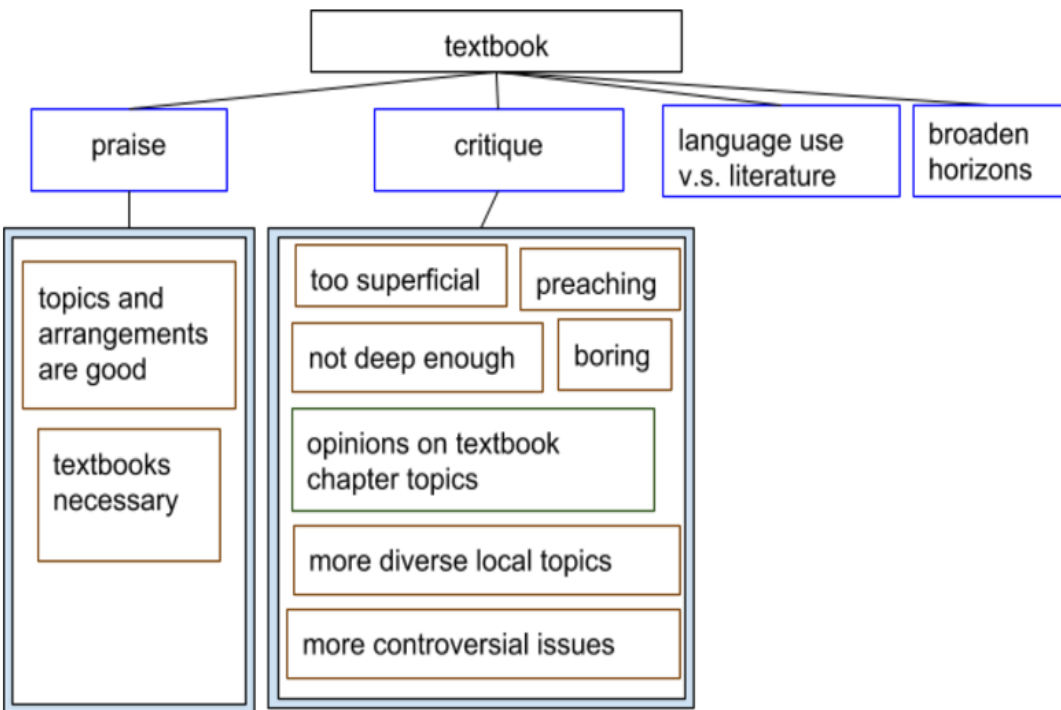 textbook
praise
critique
language use
v.s. literature
broaden
horizons
topics and
arrangements
are good
textbooks
necessary
too superficial
preaching
not deep enough
boring
opinions on textbook
chapter topics
more diverse local topics
more controversial issues